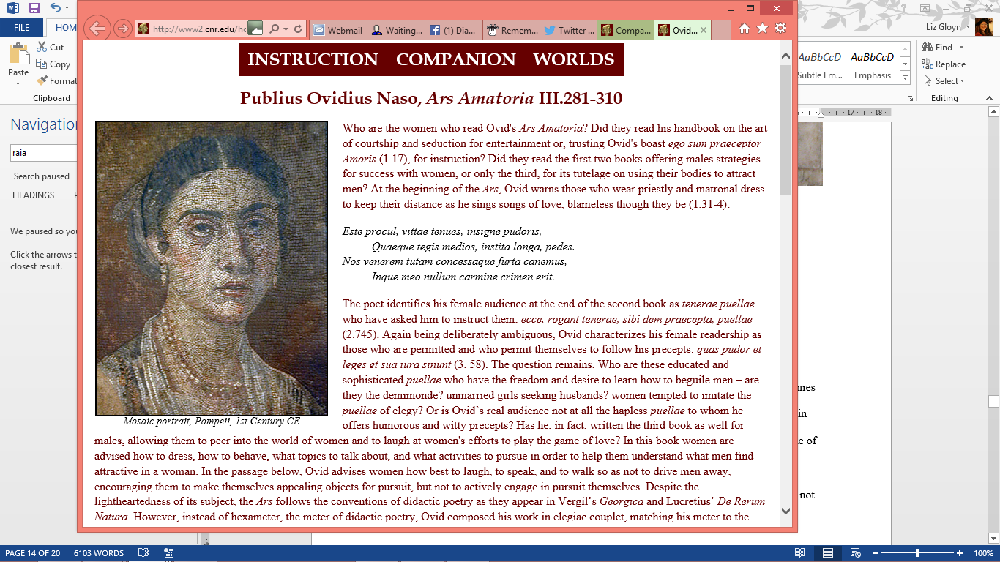 FILE
HOM
Liz Gloyn
http://www2.cnr.edu/ho
Webmail
Waiting...
(1) Dia...
Remem...
Twitter ...
Compa...
Ovid...
Paste
Cut
Copy
Format
Clipboard
AaBbCcD AaBbCcD
Subtle Em... Emphasis
Find
Replace
Select
Editing
17 18
Navigation
raia
Search paused
HEADINGS
We paused so you
Click the arrows t
closest result.
INSTRUCTION COMPANION WORLDS
Publius Ovidius Naso, Ars Amatoria III.281-310
Who are the women who read Ovid's Ars Amatoria? Did they read his handbook on the art
of courtship and seduction for entertainment or, trusting Ovid's boast ego sum praeceptor
Amoris (1.17), for instruction? Did they read the first two books offering males strategies
for success with women, or only the third, for its tutelage on using their bodies to attract
men? At the beginning of the Ars, Ovid warns those who wear priestly and matronal dress
to keep their distance as he sings songs of love, blameless though they be (1.31-4):
Este procul, vittae tenues, insigne pudoris,
Quaeque tegis medios, instita longa, pedes.
Nos venerem tutam concessaque furta canemus,
Inque meo nullum carmine crimen erit.
The poet identifies his female audience at the end of the second book as tenerae puellae
who have asked him to instruct them: ecce, rogant tenerae, sibi dem praecepta, puellae
(2.745). Again being deliberately ambiguous, Ovid characterizes his female readership as
those who are permitted and who permit themselves to follow his precepts: quas pudor et
leges et sua iura sinunt (3. 58). The question remains. Who are these educated and
sophisticated puellae who have the freedom and desire to learn how to beguile men – are
they the demimonde? unmarried girls seeking husbands? women tempted to imitate the
puellae of elegy? Or is Ovid’s real audience not at all the hapless puellae to whom he
offers humorous and witty precepts? Has he, in fact, written the third book as well for
Mosaic portrait, Pompeii, 1st Century CE
males, allowing them to peer into the world of women and to laugh at women's efforts to play the game of love? In this book women are
advised how to dress, how to behave, what topics to talk about, and what activities to pursue in order to help them understand what men find
attractive in a woman. In the passage below, Ovid advises women how best to laugh, to speak, and to walk so as not to drive men away,
encouraging them to make themselves appealing objects for pursuit, but not to actively engage in pursuit themselves. Despite the
lightheartedness of its subject, the Ars follows the conventions of didactic poetry as they appear in Vergil’s Georgica and Lucretius’ De Rerum
Natura. However, instead of hexameter, the meter of didactic poetry, Ovid composed his work in elegiac couplet, matching his meter to the
nies
in
e of
not
PAGE 14 OF 20 6103 WORDS
100%